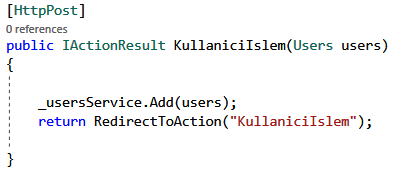 [HttpPost]
0 references
public IActionResult KullaniciIslem(Users users)
{
_usersService.Add(users);
return RedirectToAction("KullaniciIslem");
}